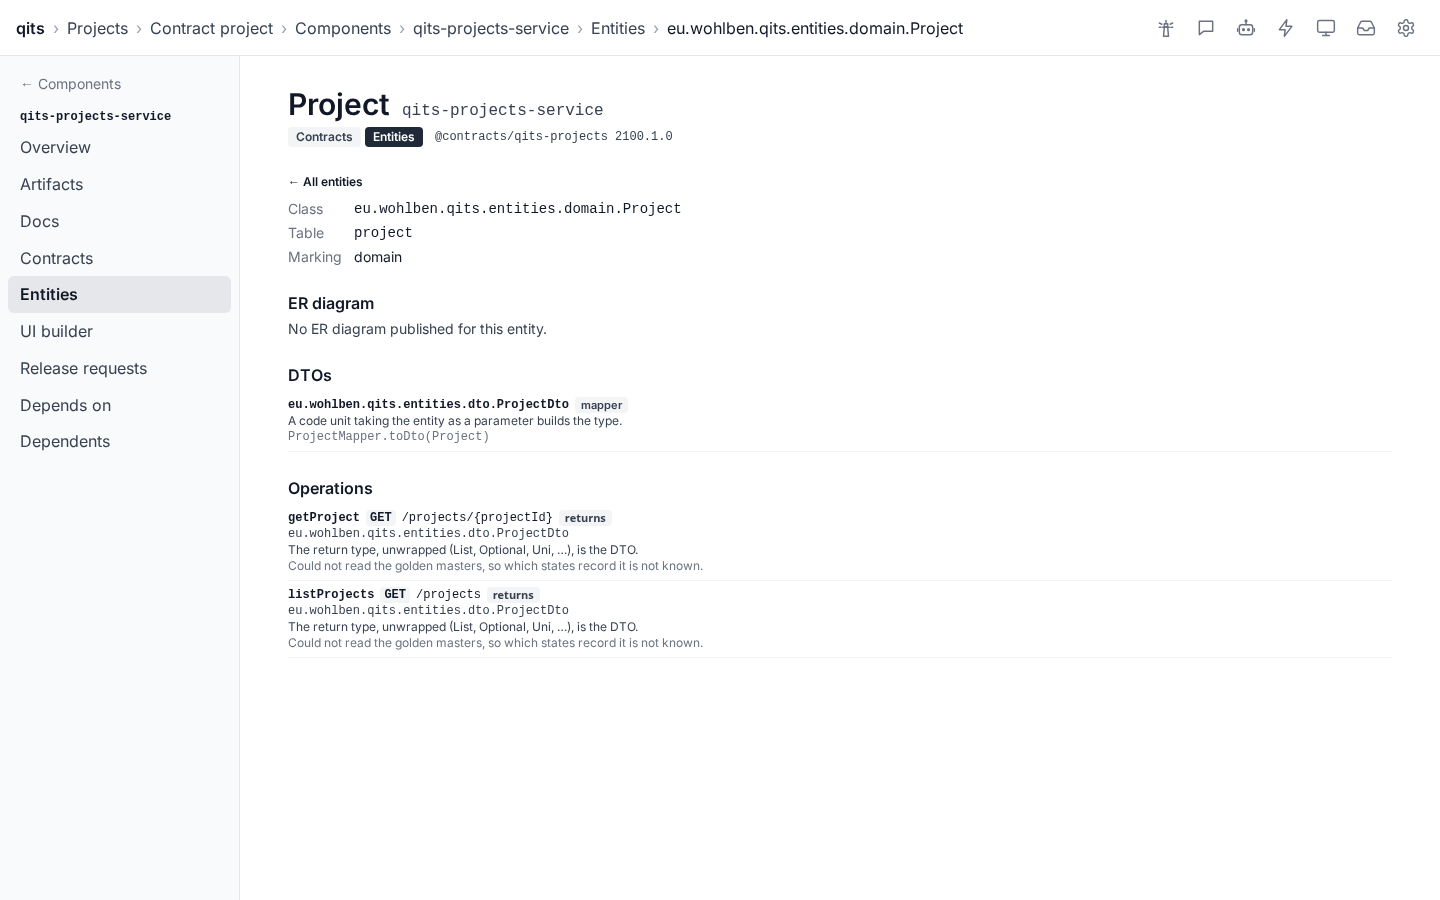 qits › Projects › Contract project › Components › qits-projects-service › Entities › eu.wohlben.qits.entities.domain.Project
← Components
qits-projects-service
Overview
Artifacts
Docs
Contracts
Entities
UI builder
Release requests
Depends on
Dependents
Project qits-projects-service
Contracts Entities @contracts/qits-projects 2100.1.0
← All entities
Class eu.wohlben.qits.entities.domain.Project
Table project
Marking domain
ER diagram
No ER diagram published for this entity.
DTOs
eu.wohlben.qits.entities.dto.ProjectDto mapper
A code unit taking the entity as a parameter builds the type.
ProjectMapper.toDto(Project)
Operations
getProject GET /projects/{projectId} returns
eu.wohlben.qits.entities.dto.ProjectDto
The return type, unwrapped (List, Optional, Uni, …), is the DTO.
Could not read the golden masters, so which states record it is not known.
listProjects GET /projects returns
eu.wohlben.qits.entities.dto.ProjectDto
The return type, unwrapped (List, Optional, Uni, …), is the DTO.
Could not read the golden masters, so which states record it is not known.